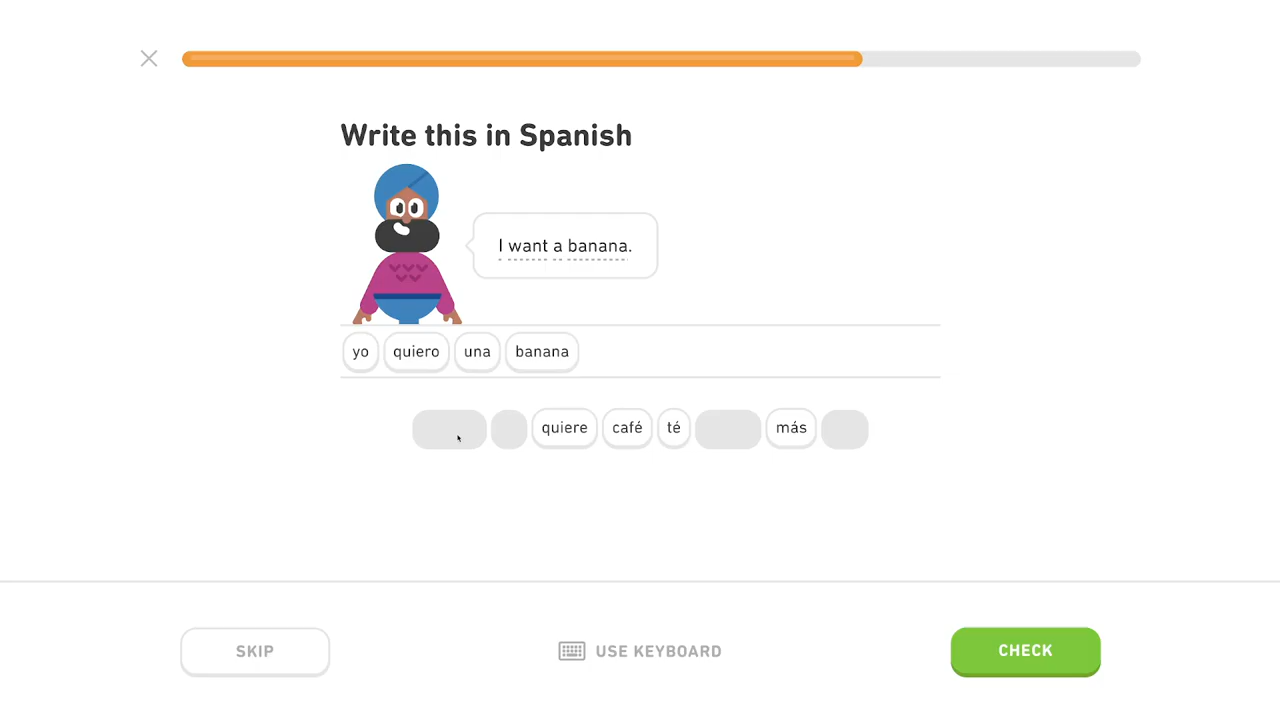 Write this in Spanish
I want a banana.
yo quiero una banana
quiere café té más
SKIP USE KEYBOARD CHECK